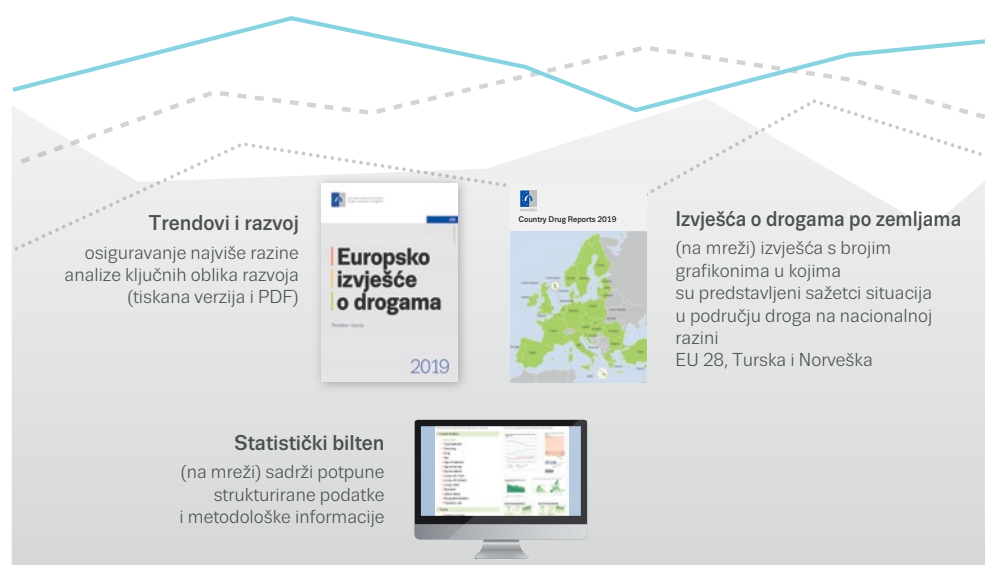 Trendovi i razvoj
osiguravanje najviše razine
analize ključnih oblika razvoja
(tiskana verzija i PDF)
Europsko
izvješće
o drogama
Trendovi i razvoj
2019
Country Drug Reports 2019
Izvješća o drogama po zemljama
(na mreži) izvješća s brojim
grafikonima u kojima
su predstavljeni sažetci situacija
u području droga na nacionalnoj
razini
EU 28, Turska i Norveška
Statistički bilten
(na mreži) sadrži potpune
strukturirane podatke
i metodološke informacije